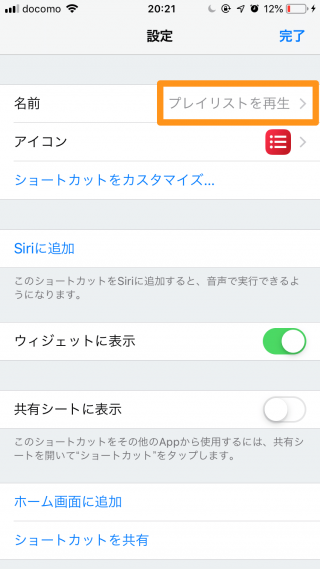 docomo 20:21 12%
設定 完了
名前 プレイリストを再生
アイコン
ショートカットをカスタマイズ...
Siriに追加
このショートカットをSiriに追加すると、音声で実行できるよ
うになります。
ウィジェットに表示
共有シートに表示
このショートカットをその他のAppから使用するには、共有シ
ートを開いて"ショートカット"をタップします。
ホーム画面に追加
ショートカットを共有